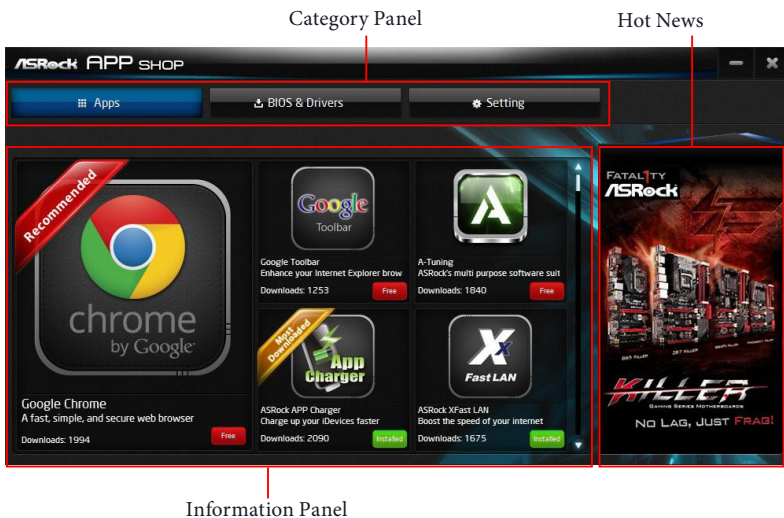 Category Panel
Hot News
ASRock APP SHOP
Apps
BIOS & Drivers
Setting
Recommended
chrome
by Google
Google Chrome
A fast, simple, and secure web browser
Downloads: 1994
Free
Google
Toolbar
Google Toolbar
Enhance your Internet Explorer brow
Downloads: 1253
Free
A
A-Tuning
ASRock's multi purpose software suit
Downloads: 1840
Free
Most
Downloaded
App
Charger
ASRock APP Charger
Charge up your iDevices faster
Downloads: 2090
Installed
Fast LAN
ASRock XFast LAN
Boost the speed of your internet
Downloads: 1675
Installed
FATAL1TY
ASRock
B85 KILLER
Z87 KILLER
KILLER
GAMING SERIES MOTHERBOARDS
NO LAG, JUST FRAG!
Information Panel